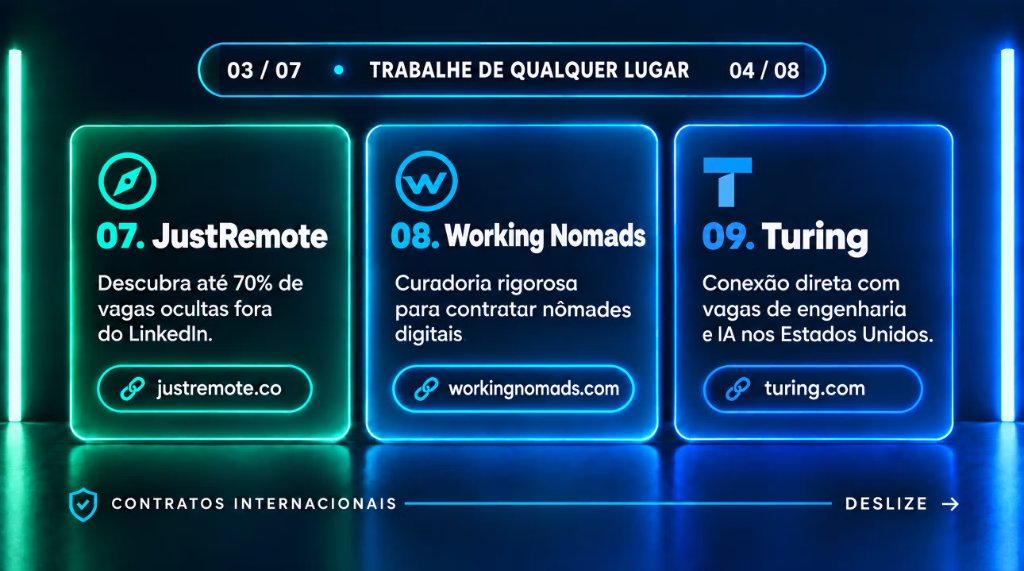 03 / 07 • TRABALHE DE QUALQUER LUGAR 04 / 08
07. JustRemote
Descubra até 70% de
vagas ocultas fora
do LinkedIn.
justremote.co
W
08. Working Nomads
Curadoria rigorosa
para contratar nômades
digitais
workingnomads.com
T
09. Turing
Conexão direta com
vagas de engenharia
e IA nos Estados Unidos.
turing.com
CONTRATOS INTERNACIONAIS
DESLIZE →